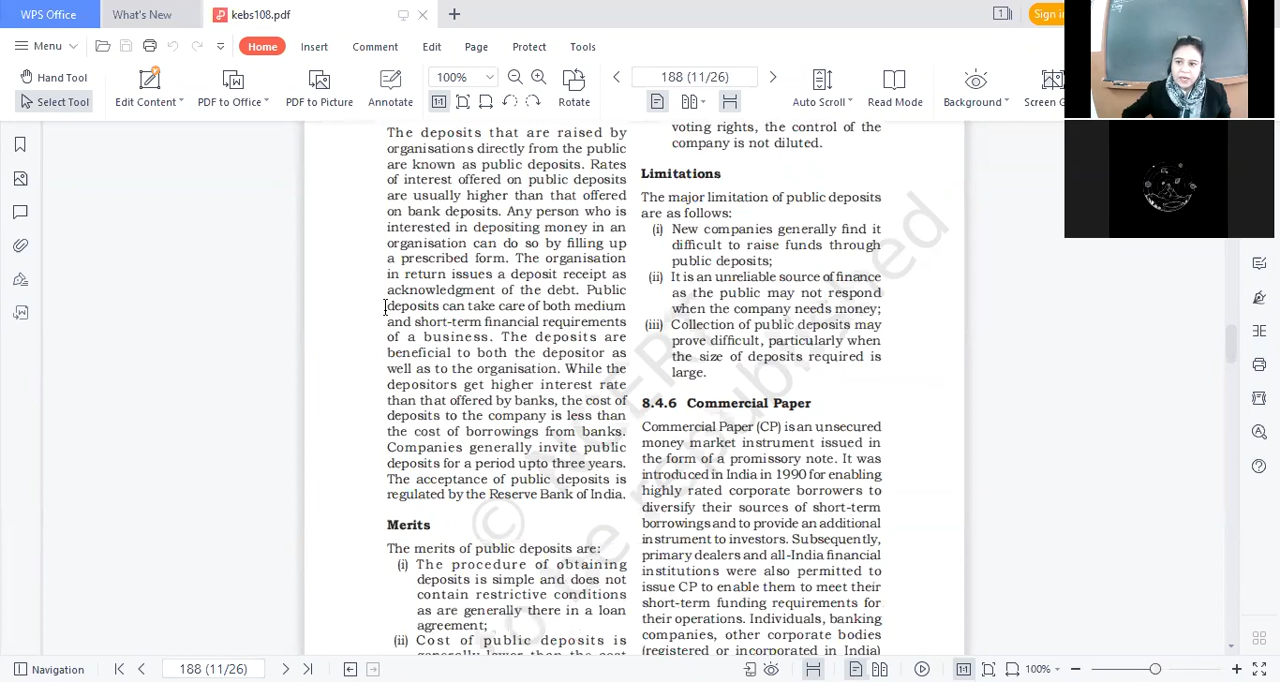 WPS Office
What's New
kebs108.pdf
1
Sign in
Menu
Home
Insert
Comment
Edit
Page
Protect
Tools
Hand Tool
Select Tool
Edit Content
PDF to Office
PDF to Picture
Annotate
100%
Rotate
188 (11/26)
Auto Scroll
Read Mode
Background
Screen G
The deposits that are raised by
organisations directly from the public
are known as public deposits. Rates
of interest offered on public deposits
are usually higher than that offered
on bank deposits. Any person who is
interested in depositing money in an
organisation can do so by filling up
a prescribed form. The organisation
in return issues a deposit receipt as
acknowledgment of the debt. Public
deposits can take care of both medium
and short-term financial requirements
of a business. The deposits are
beneficial to both the depositor as
well as to the organisation. While the
depositors get higher interest rate
than that offered by banks, the cost of
deposits to the company is less than
the cost of borrowings from banks.
Companies generally invite public
deposits for a period upto three years.
The acceptance of public deposits is
regulated by the Reserve Bank of India.
Merits
The merits of public deposits are:
(i) The procedure of obtaining
deposits is simple and does not
contain restrictive conditions
as are generally there in a loan
agreement;
(ii) Cost of public deposits is
generally lower than the cost
voting rights, the control of the
company is not diluted.
Limitations
The major limitation of public deposits
are as follows:
(i) New companies generally find it
difficult to raise funds through
public deposits;
(ii) It is an unreliable source of finance
as the public may not respond
when the company needs money;
(iii) Collection of public deposits may
prove difficult, particularly when
the size of deposits required is
large.
8.4.6 Commercial Paper
Commercial Paper (CP) is an unsecured
money market instrument issued in
the form of a promissory note. It was
introduced in India in 1990 for enabling
highly rated corporate borrowers to
diversify their sources of short-term
borrowings and to provide an additional
instrument to investors. Subsequently,
primary dealers and all-India financial
institutions were also permitted to
issue CP to enable them to meet their
short-term funding requirements for
their operations. Individuals, banking
companies, other corporate bodies
(registered or incorporated in India)
© NCERT
to be republished
Navigation
188 (11/26)
100%